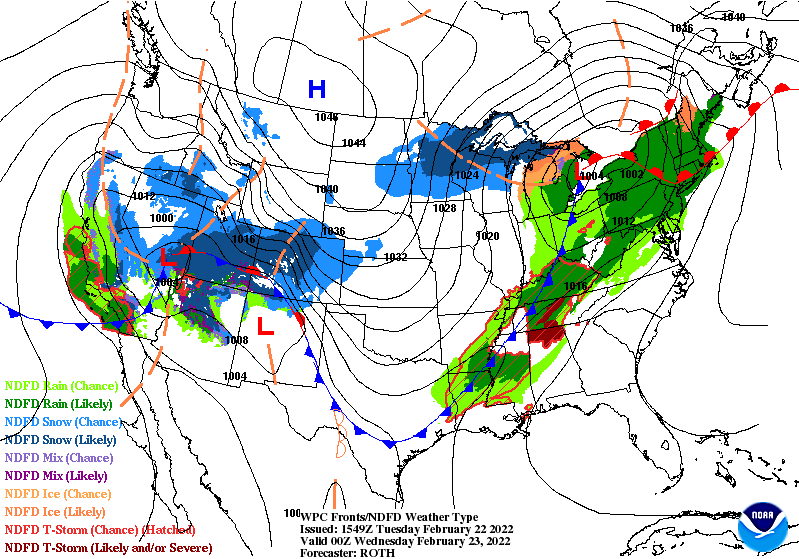 1036
1040
H
1046
1044
1040
1024
1028
L
1004
1002
1008
1012
1012
1000
1016
1036
1032
1020
L
1004
1016
L
1008
1004
NDFD Rain (Chance)
NDFD Rain (Likely)
NDFD Snow (Chance)
NDFD Snow (Likely)
NDFD Mix (Chance)
NDFD Mix (Likely)
NDFD Ice (Chance)
NDFD Ice (Likely)
NDFD T-Storm (Chance) (Hatched)
NDFD T-Storm (Likely and/or Severe)
100
WPC Fronts/NDFD Weather Type
Issued: 1549Z Tuesday February 22 2022
Valid 00Z Wednesday February 23, 2022
Forecaster: ROTH
NOAA